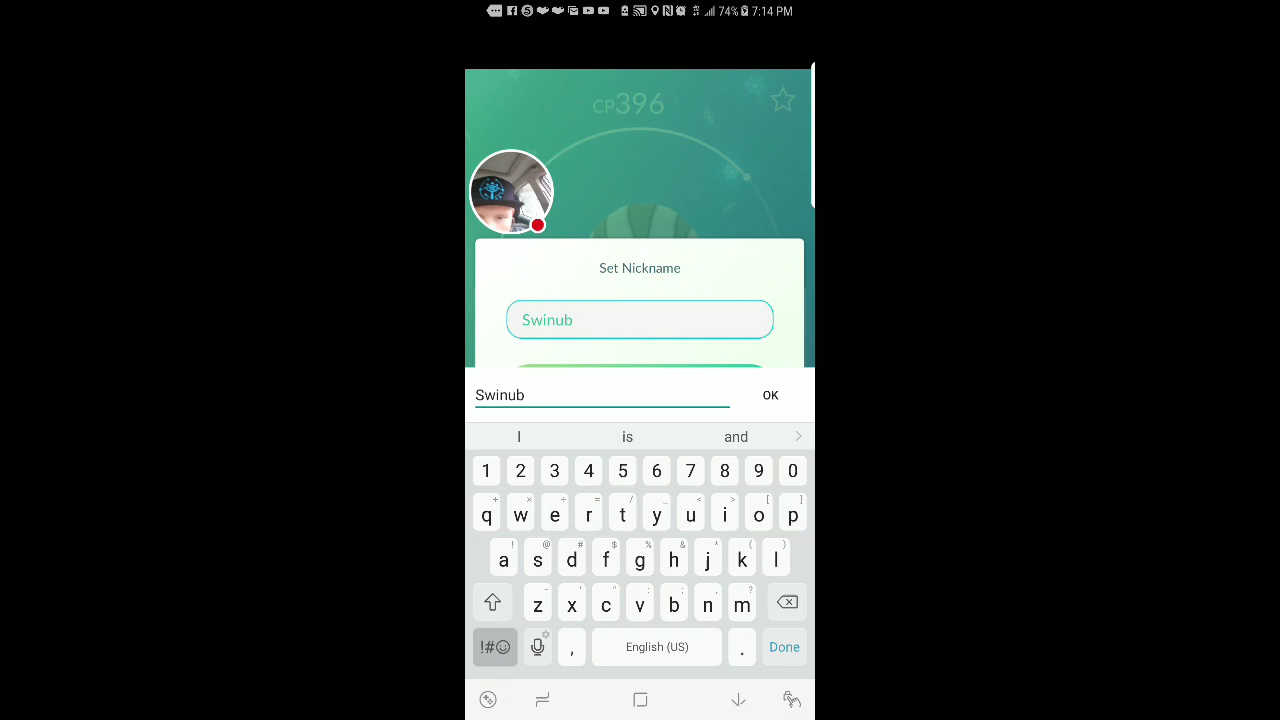 74% 7:14 PM
CP396
Set Nickname
Swinub
Swinub OK
I is and
1 2 3 4 5 6 7 8 9 0
+ × ÷ = / _ < > [ ]
q w e r t y u i o p
! @ # $ % & * ( )
a s d f g h j k l
- ' " : ; , ?
z x c v b n m
!#☺ , English (US) . Done